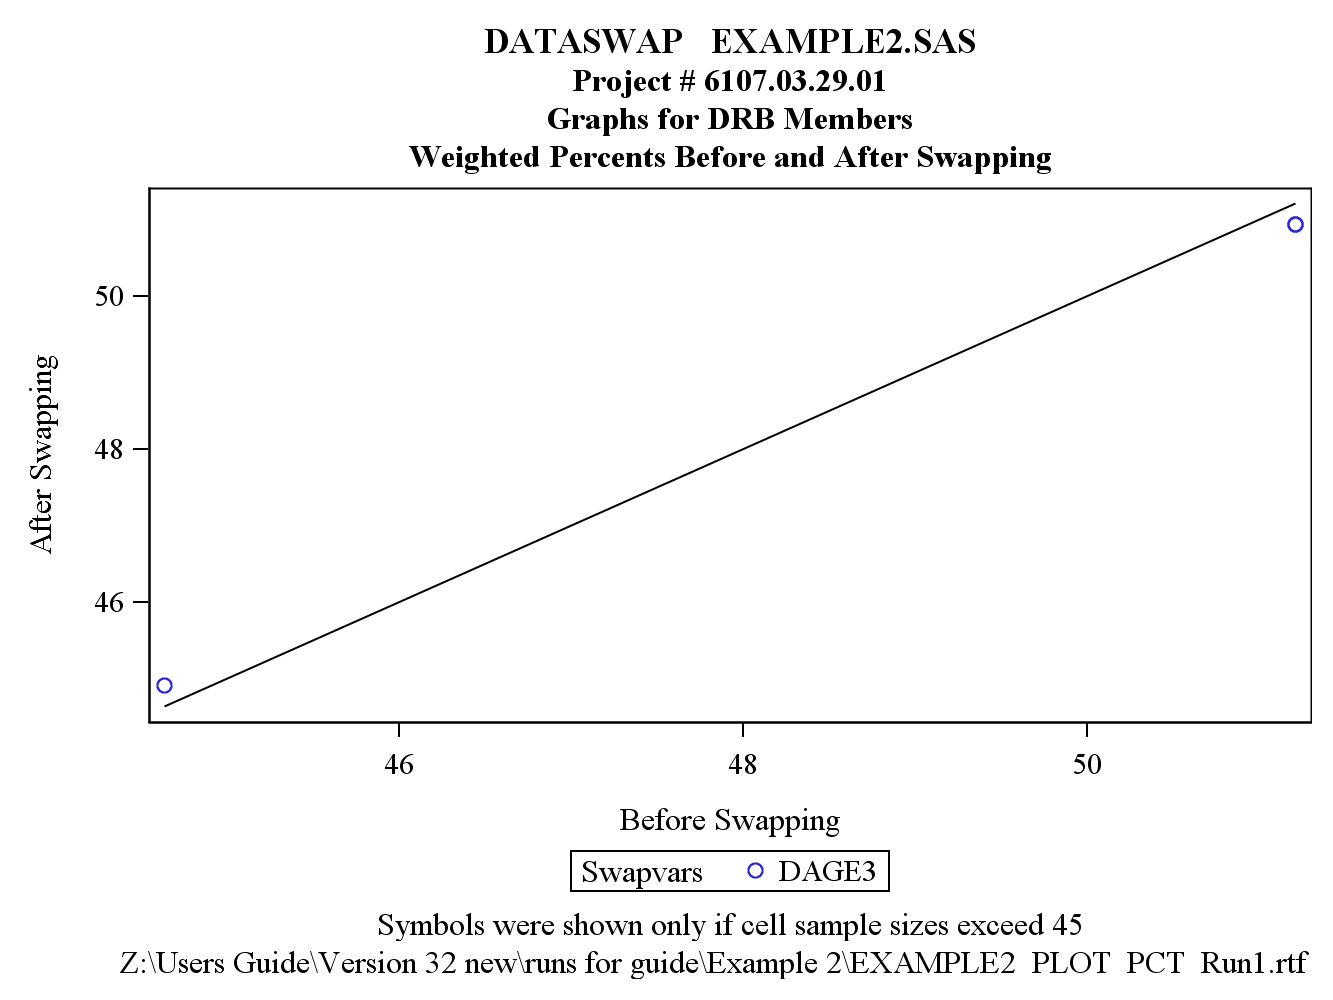 DATASWAP EXAMPLE2.SAS
Project # 6107.03.29.01
Graphs for DRB Members
Weighted Percents Before and After Swapping
After Swapping
50
48
46
46 48 50
Before Swapping
Swapvars DAGE3
Symbols were shown only if cell sample sizes exceed 45
Z:\Users Guide\Version 32 new\runs for guide\Example 2\EXAMPLE2 PLOT PCT Run1.rtf